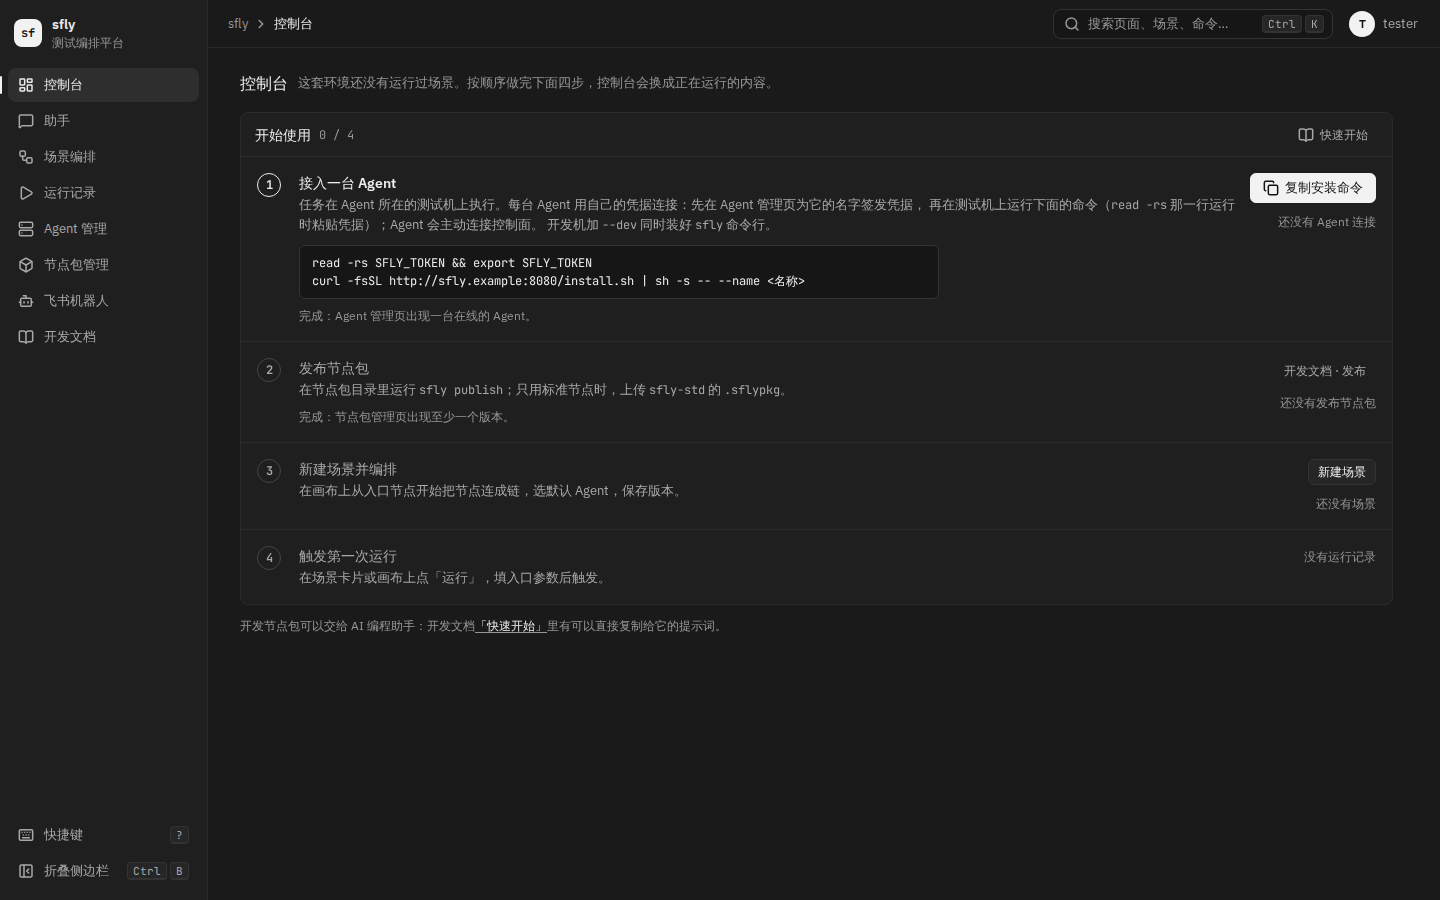 sf
sfly
测试编排平台
控制台
助手
场景编排
运行记录
Agent 管理
节点包管理
飞书机器人
开发文档
快捷键 ?
折叠侧边栏 Ctrl B
sfly > 控制台
搜索页面、场景、命令... Ctrl K
T tester
控制台 这套环境还没有运行过场景。按顺序做完下面四步，控制台会换成正在运行的内容。
开始使用 0 / 4
快速开始
1 接入一台 Agent
任务在 Agent 所在的测试机上执行。每台 Agent 用自己的凭据连接：先在 Agent 管理页为它的名字签发凭据， 再在测试机上运行下面的命令（read -rs 那一行运行
时粘贴凭据）；Agent 会主动连接控制面。 开发机加 --dev 同时装好 sfly 命令行。
read -rs SFLY_TOKEN && export SFLY_TOKEN
curl -fsSL http://sfly.example:8080/install.sh | sh -s -- --name <名称>
完成：Agent 管理页出现一台在线的 Agent。
复制安装命令
还没有 Agent 连接
2 发布节点包
在节点包目录里运行 sfly publish；只用标准节点时，上传 sfly-std 的 .sflypkg。
完成：节点包管理页出现至少一个版本。
开发文档 · 发布
还没有发布节点包
3 新建场景并编排
在画布上从入口节点开始把节点连成链，选默认 Agent，保存版本。
新建场景
还没有场景
4 触发第一次运行
在场景卡片或画布上点「运行」，填入口参数后触发。
没有运行记录
开发节点包可以交给 AI 编程助手：开发文档「快速开始」里有可以直接复制给它的提示词。